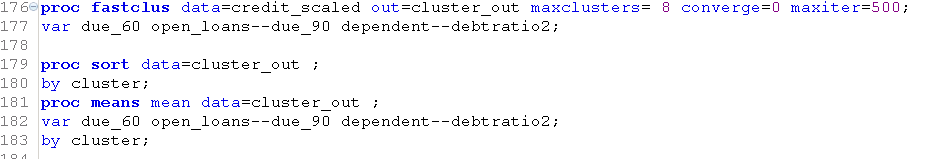 176 proc fastclus data=credit_scaled out=cluster_out maxclusters= 8 converge=0 maxiter=500;
177 var due_60 open_loans--due_90 dependent--debtratio2;
178
179 proc sort data=cluster_out ;
180 by cluster;
181 proc means mean data=cluster_out ;
182 var due_60 open_loans--due_90 dependent--debtratio2;
183 by cluster;